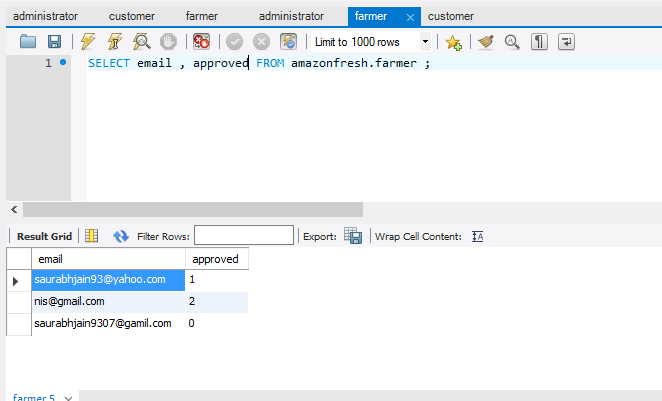 administrator customer farmer administrator farmer customer
Limit to 1000 rows
1 SELECT email , approved FROM amazonfresh.farmer ;
Result Grid Filter Rows: Export: Wrap Cell Content:
email approved
saurabhjain93@yahoo.com 1
nis@gmail.com 2
saurabhjain9307@gamil.com 0
farmer 5